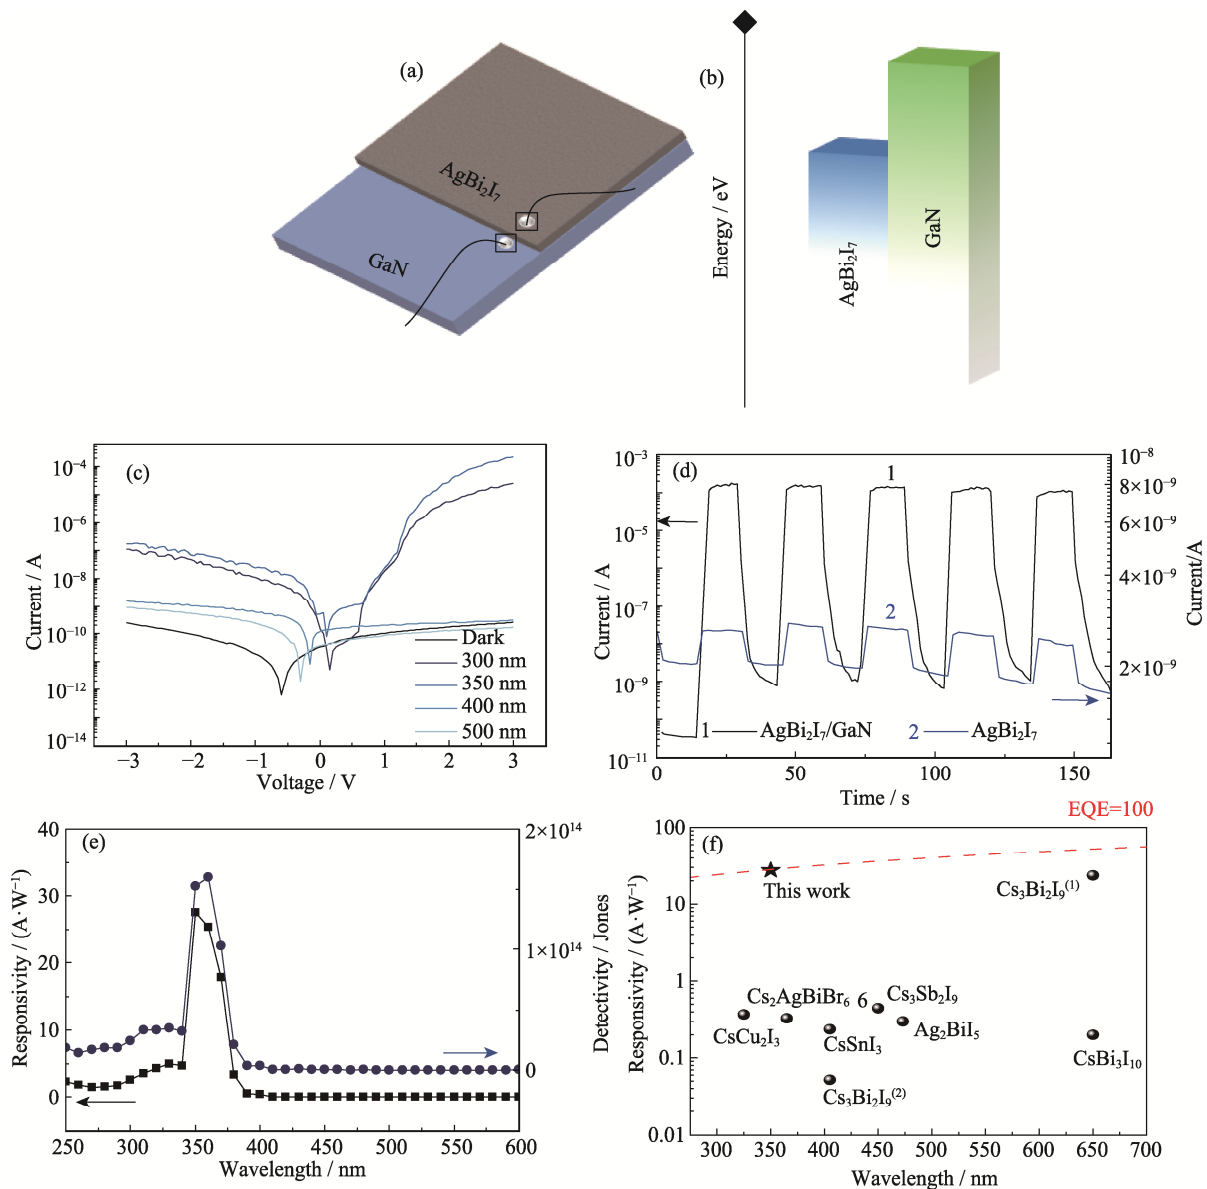 (a)
AgBi₂I₇
GaN
(b)
Energy / eV
AgBi₂I₇
GaN
(c)
Current / A
10⁻⁴
10⁻⁶
10⁻⁸
10⁻¹⁰
10⁻¹²
10⁻¹⁴
Dark
300 nm
350 nm
400 nm
500 nm
−3 −2 −1 0 1 2 3
Voltage / V
(d)
Current / A
10⁻³
10⁻⁵
10⁻⁷
10⁻⁹
10⁻¹¹
1
2
1 AgBi₂I₇/GaN 2 AgBi₂I₇
10⁻⁸
8×10⁻⁹
6×10⁻⁹
4×10⁻⁹
2×10⁻⁹
Current/A
0 50 100 150
Time / s
(e)
Responsivity / (A·W⁻¹)
40
30
20
10
0
2×10¹⁴
1×10¹⁴
0
Detectivity / Jones
250 300 350 400 450 500 550 600
Wavelength / nm
EQE=100
(f)
Responsivity / (A·W⁻¹)
100
10
1
0.1
0.01
This work
Cs₃Bi₂I₉⁽¹⁾
Cs₂AgBiBr₆ 6
Cs₃Sb₂I₉
CsCu₂I₃
CsSnI₃
Ag₂BiI₅
CsBi₃I₁₀
Cs₃Bi₂I₉⁽²⁾
300 350 400 450 500 550 600 650 700
Wavelength / nm